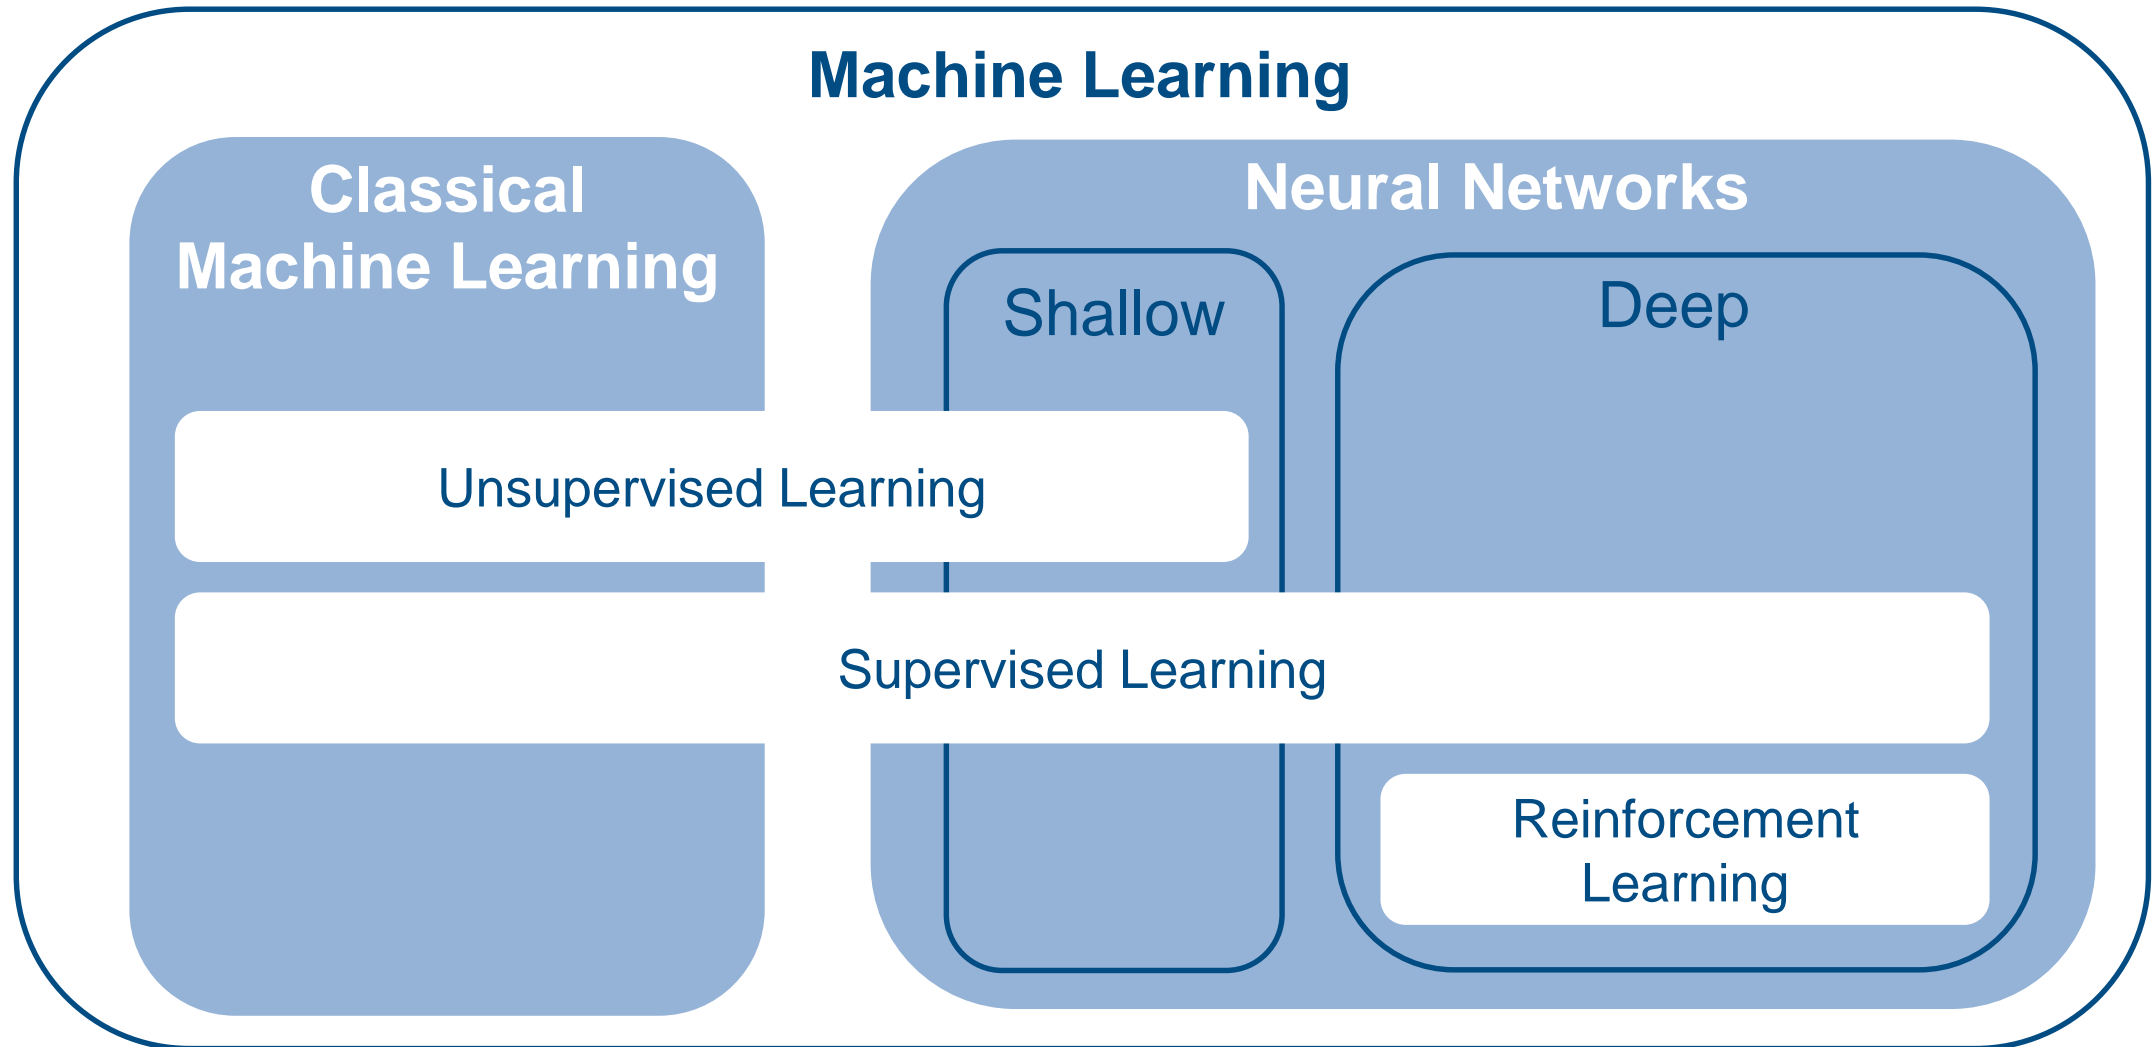 Machine Learning
Classical
Machine Learning
Neural Networks
Shallow
Deep
Unsupervised Learning
Supervised Learning
Reinforcement
Learning